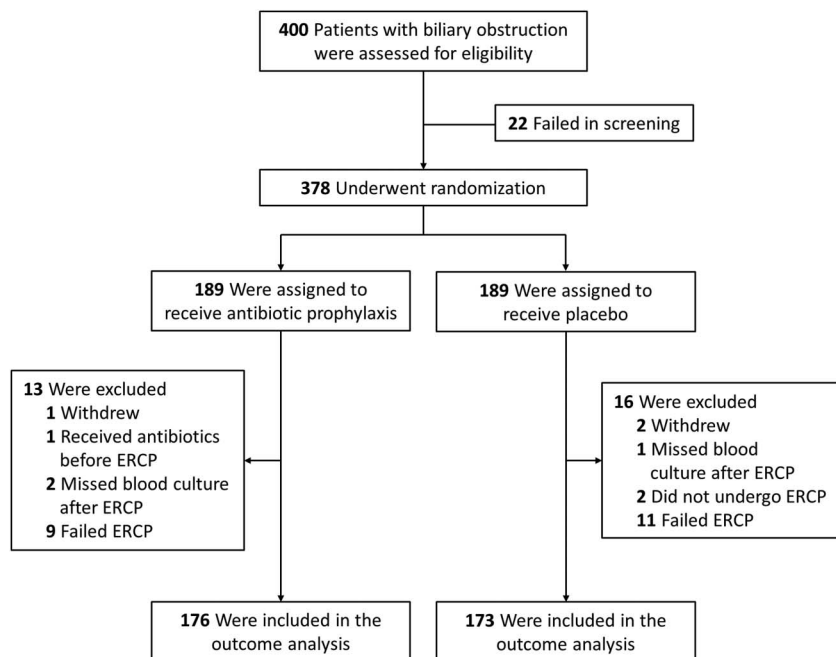 400 Patients with biliary obstruction
were assessed for eligibility
22 Failed in screening
378 Underwent randomization
189 Were assigned to
receive antibiotic prophylaxis
189 Were assigned to
receive placebo
13 Were excluded
1 Withdrew
1 Received antibiotics
before ERCP
2 Missed blood culture
after ERCP
9 Failed ERCP
16 Were excluded
2 Withdrew
1 Missed blood
culture after ERCP
2 Did not undergo ERCP
11 Failed ERCP
176 Were included in the
outcome analysis
173 Were included in the
outcome analysis